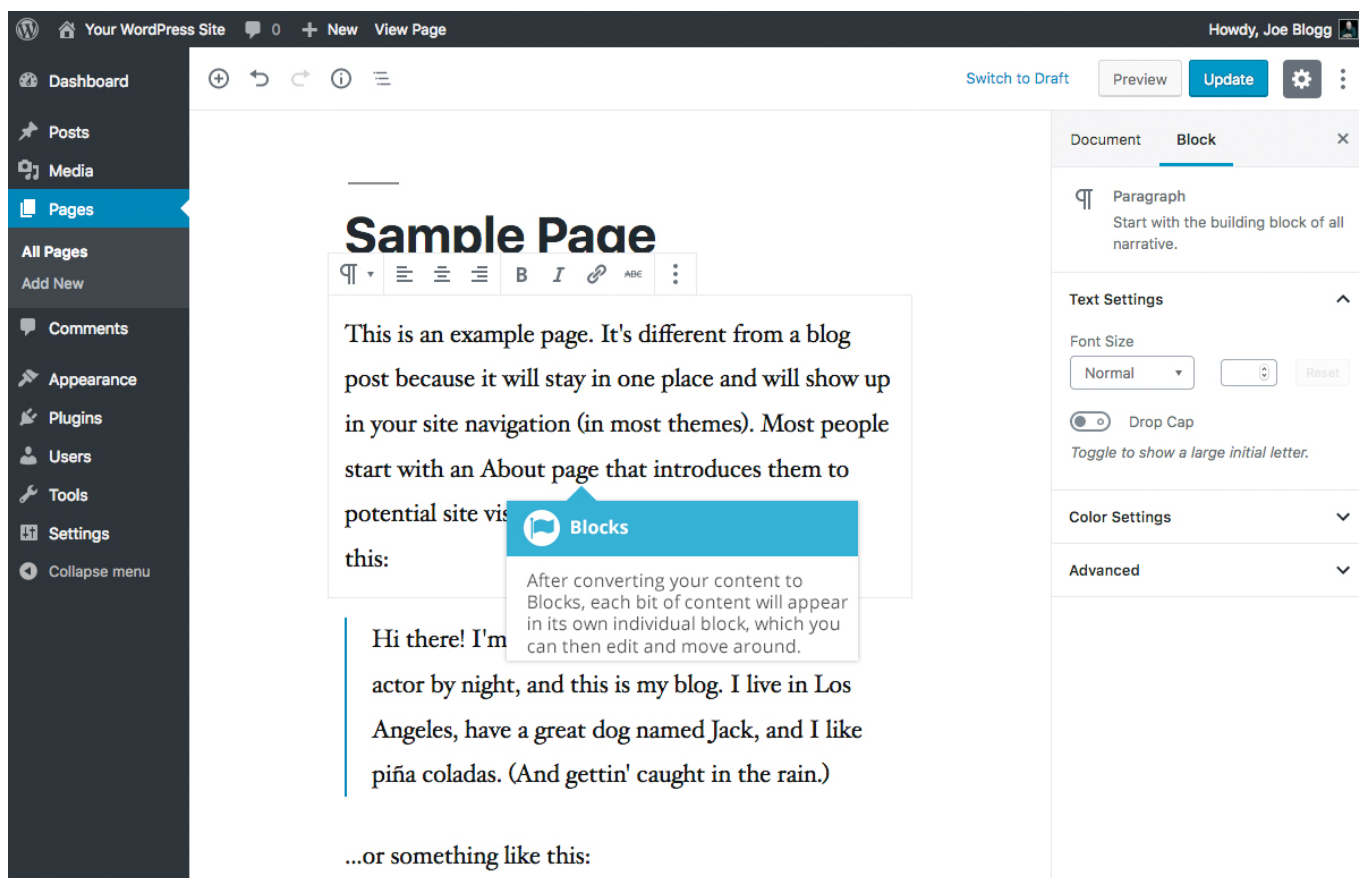 Your WordPress Site 0 New View Page Howdy, Joe Blogg
Dashboard
Posts
Media
Pages
All Pages
Add New
Comments
Appearance
Plugins
Users
Tools
Settings
Collapse menu
Switch to Draft Preview Update
Sample Page
B I ABC
This is an example page. It's different from a blog
post because it will stay in one place and will show up
in your site navigation (in most themes). Most people
start with an About page that introduces them to
potential site vis
this:
Blocks
After converting your content to
Blocks, each bit of content will appear
in its own individual block, which you
can then edit and move around.
Hi there! I'm
actor by night, and this is my blog. I live in Los
Angeles, have a great dog named Jack, and I like
piña coladas. (And gettin' caught in the rain.)
...or something like this:
Document Block
Paragraph
Start with the building block of all
narrative.
Text Settings
Font Size
Normal Reset
Drop Cap
Toggle to show a large initial letter.
Color Settings
Advanced